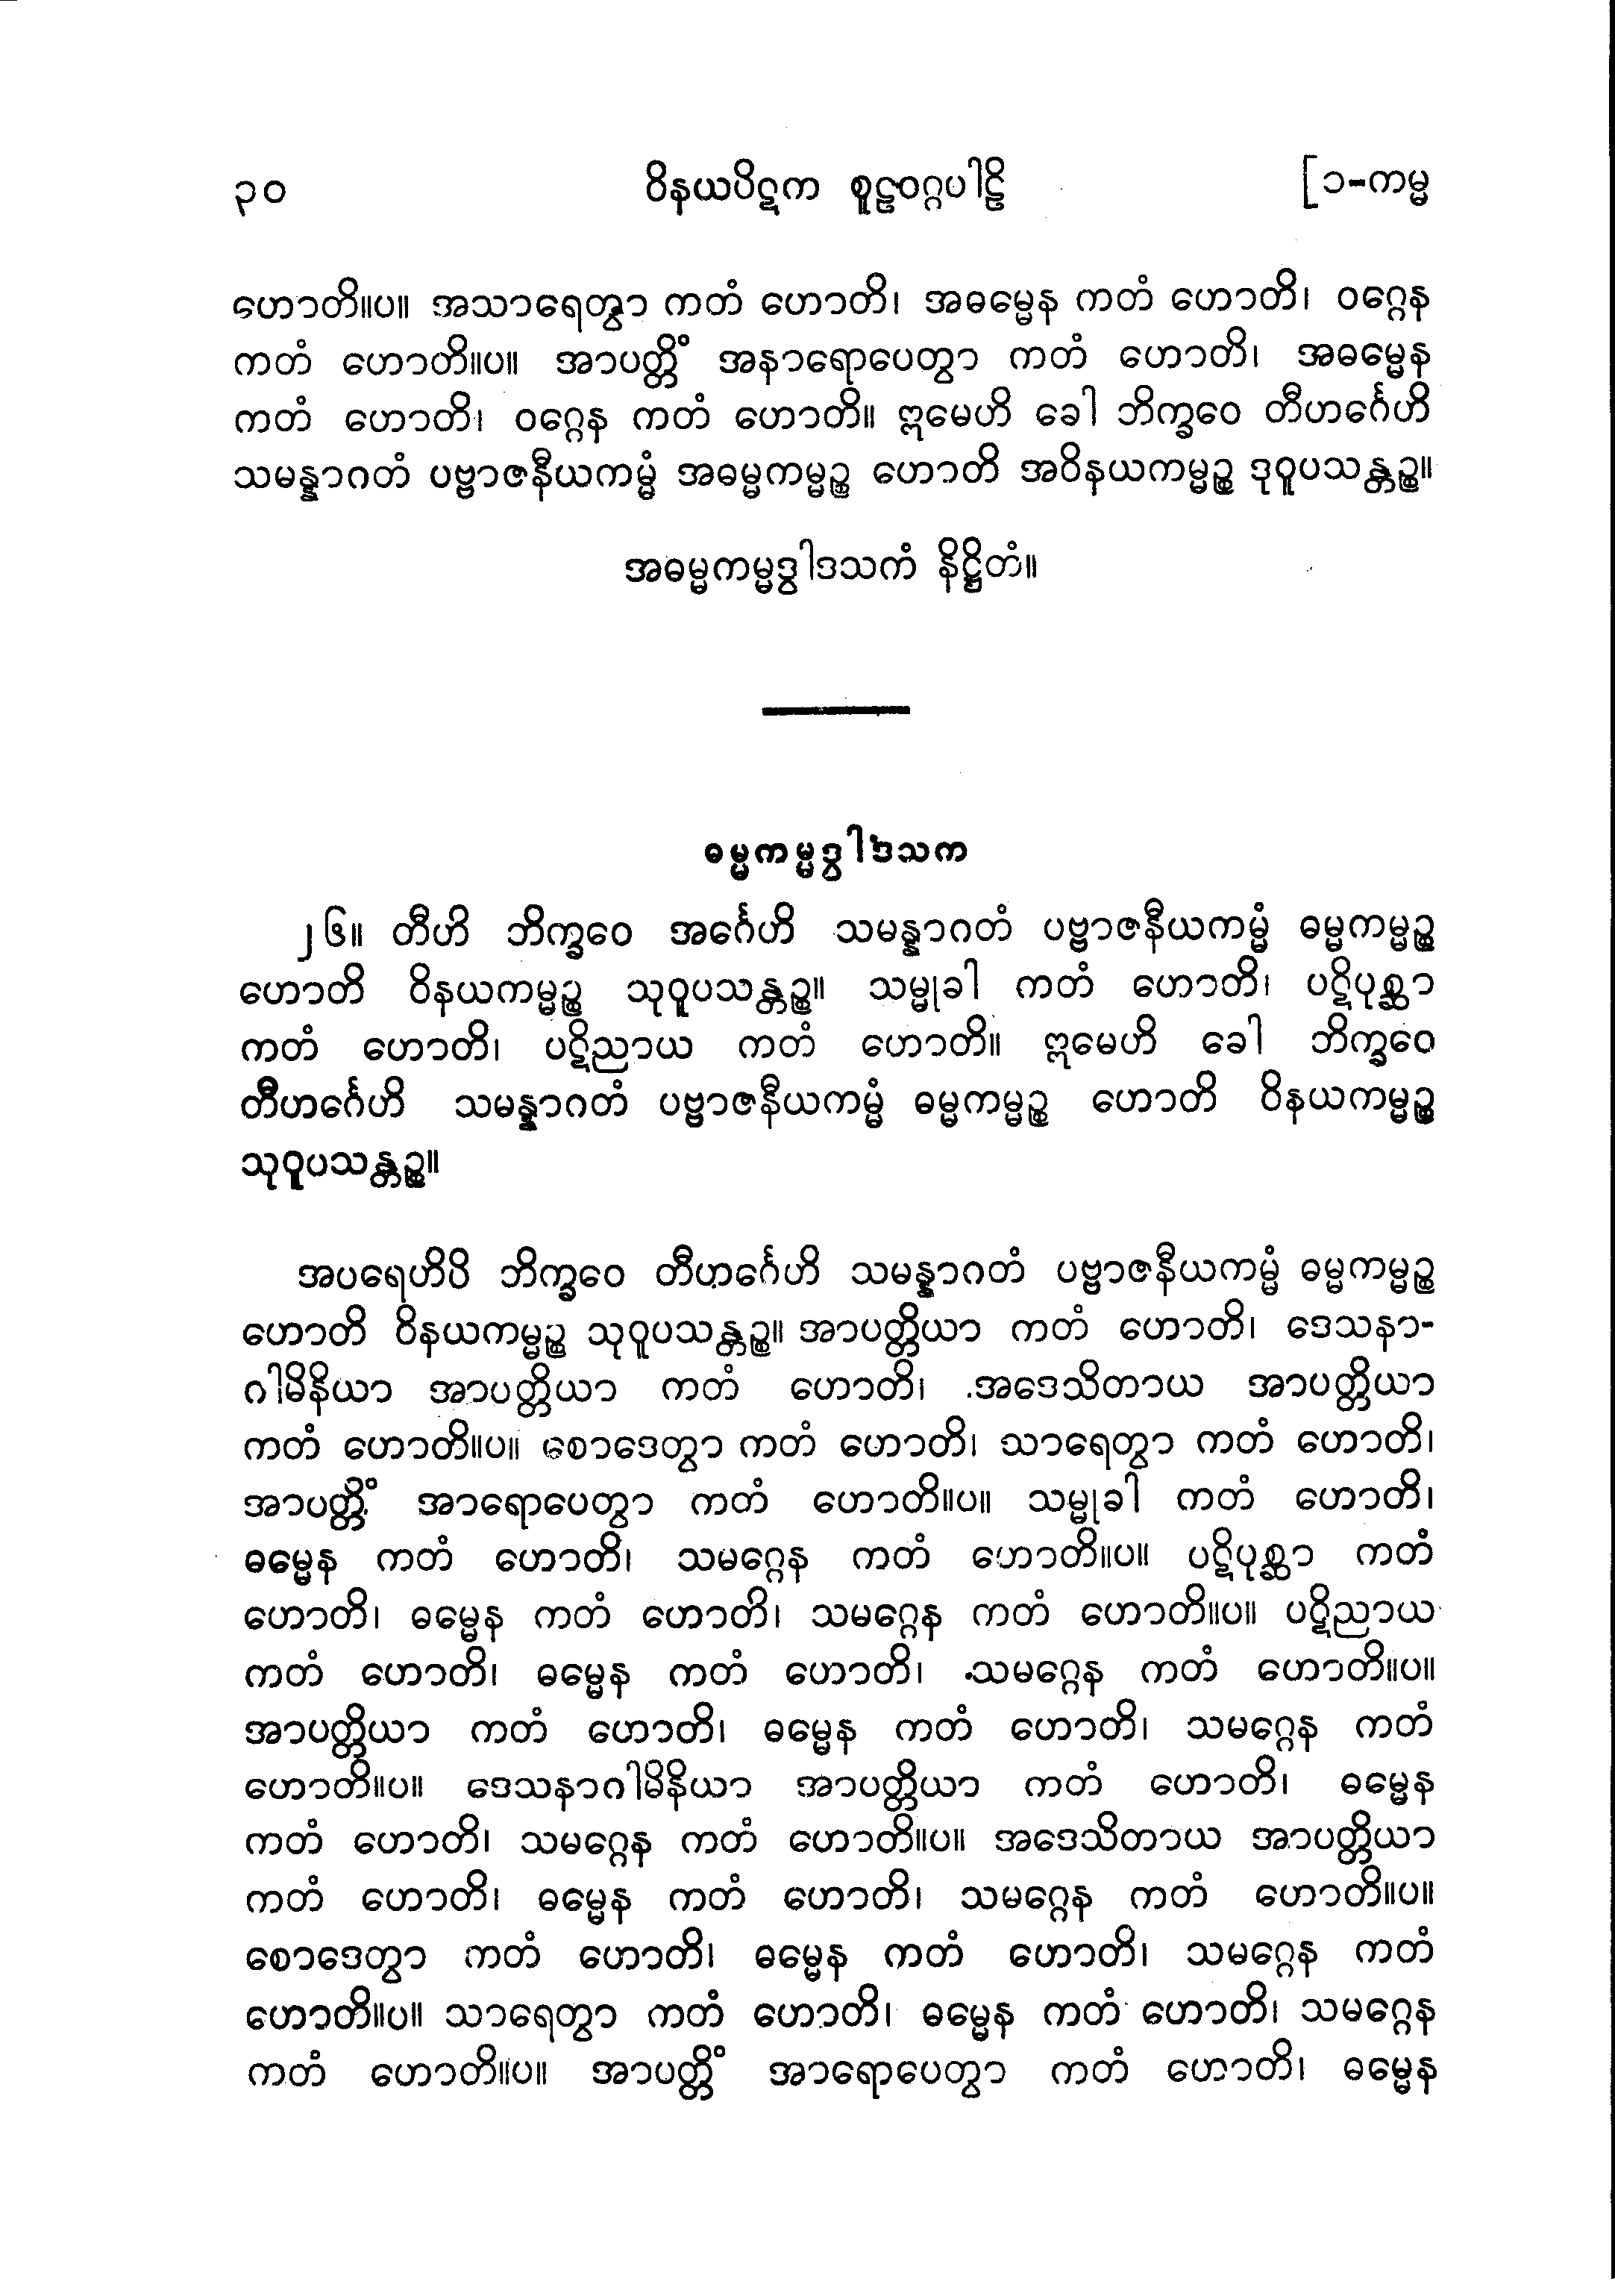 ၃၀ ဝိနယပိဋက စူဠဝဂ္ဂပါဠိ [၁-ကမ္မ
ဟောတိ။ပ။ အသာရေတွာ ကတံ ဟောတိ၊ အဓမ္မေန ကတံ ဟောတိ၊ ဝဂ္ဂေန
ကတံ ဟောတိ။ပ။ အာပတ္တိံ အနာရောပေတွာ ကတံ ဟောတိ၊ အဓမ္မေန
ကတံ ဟောတိ၊ ဝဂ္ဂေန ကတံ ဟောတိ။ ဣမေဟိ ခေါ ဘိက္ခဝေ တီဟင်္ဂေဟိ
သမန္နာဂတံ ပဗ္ဗာဇနီယကမ္မံ အဓမ္မကမ္မဉ္စ ဟောတိ အဝိနယကမ္မဉ္စ ဒုဝူပသန္တဉ္စ။
အဓမ္မကမ္မဒွါဒသကံ နိဋ္ဌိတံ။
ဓမ္မကမ္မဒွါဒသက
၂၆။ တီဟိ ဘိက္ခဝေ အင်္ဂေဟိ သမန္နာဂတံ ပဗ္ဗာဇနီယကမ္မံ ဓမ္မကမ္မဉ္စ
ဟောတိ ဝိနယကမ္မဉ္စ သုဝူပသန္တဉ္စ။ သမ္မုခါ ကတံ ဟောတိ၊ ပဋိပုစ္ဆာ
ကတံ ဟောတိ၊ ပဋိညာယ ကတံ ဟောတိ။ ဣမေဟိ ခေါ ဘိက္ခဝေ
တီဟင်္ဂေဟိ သမန္နာဂတံ ပဗ္ဗာဇနီယကမ္မံ ဓမ္မကမ္မဉ္စ ဟောတိ ဝိနယကမ္မဉ္စ
သုဝူပသန္တဉ္စ။
အပရေဟိပိ ဘိက္ခဝေ တီဟင်္ဂေဟိ သမန္နာဂတံ ပဗ္ဗာဇနီယကမ္မံ ဓမ္မကမ္မဉ္စ
ဟောတိ ဝိနယကမ္မဉ္စ သုဝူပသန္တဉ္စ။ အာပတ္တိယာ ကတံ ဟောတိ၊ ဒေသနာ-
ဂါမိနိယာ အာပတ္တိယာ ကတံ ဟောတိ၊ အဒေသိတာယ အာပတ္တိယာ
ကတံ ဟောတိ။ပ။ စောဒေတွာ ကတံ ဟောတိ၊ သာရေတွာ ကတံ ဟောတိ၊
အာပတ္တိံ အာရောပေတွာ ကတံ ဟောတိ။ပ။ သမ္မုခါ ကတံ ဟောတိ၊
ဓမ္မေန ကတံ ဟောတိ၊ သမဂ္ဂေန ကတံ ဟောတိ။ပ။ ပဋိပုစ္ဆာ ကတံ
ဟောတိ၊ ဓမ္မေန ကတံ ဟောတိ၊ သမဂ္ဂေန ကတံ ဟောတိ။ပ။ ပဋိညာယ
ကတံ ဟောတိ၊ ဓမ္မေန ကတံ ဟောတိ၊ သမဂ္ဂေန ကတံ ဟောတိ။ပ။
အာပတ္တိယာ ကတံ ဟောတိ၊ ဓမ္မေန ကတံ ဟောတိ၊ သမဂ္ဂေန ကတံ
ဟောတိ။ပ။ ဒေသနာဂါမိနိယာ အာပတ္တိယာ ကတံ ဟောတိ၊ ဓမ္မေန
ကတံ ဟောတိ၊ သမဂ္ဂေန ကတံ ဟောတိ။ပ။ အဒေသိတာယ အာပတ္တိယာ
ကတံ ဟောတိ၊ ဓမ္မေန ကတံ ဟောတိ၊ သမဂ္ဂေန ကတံ ဟောတိ။ပ။
စောဒေတွာ ကတံ ဟောတိ၊ ဓမ္မေန ကတံ ဟောတိ၊ သမဂ္ဂေန ကတံ
ဟောတိ။ပ။ သာရေတွာ ကတံ ဟောတိ၊ ဓမ္မေန ကတံ ဟောတိ၊ သမဂ္ဂေန
ကတံ ဟောတိ။ပ။ အာပတ္တိံ အာရောပေတွာ ကတံ ဟောတိ၊ ဓမ္မေန